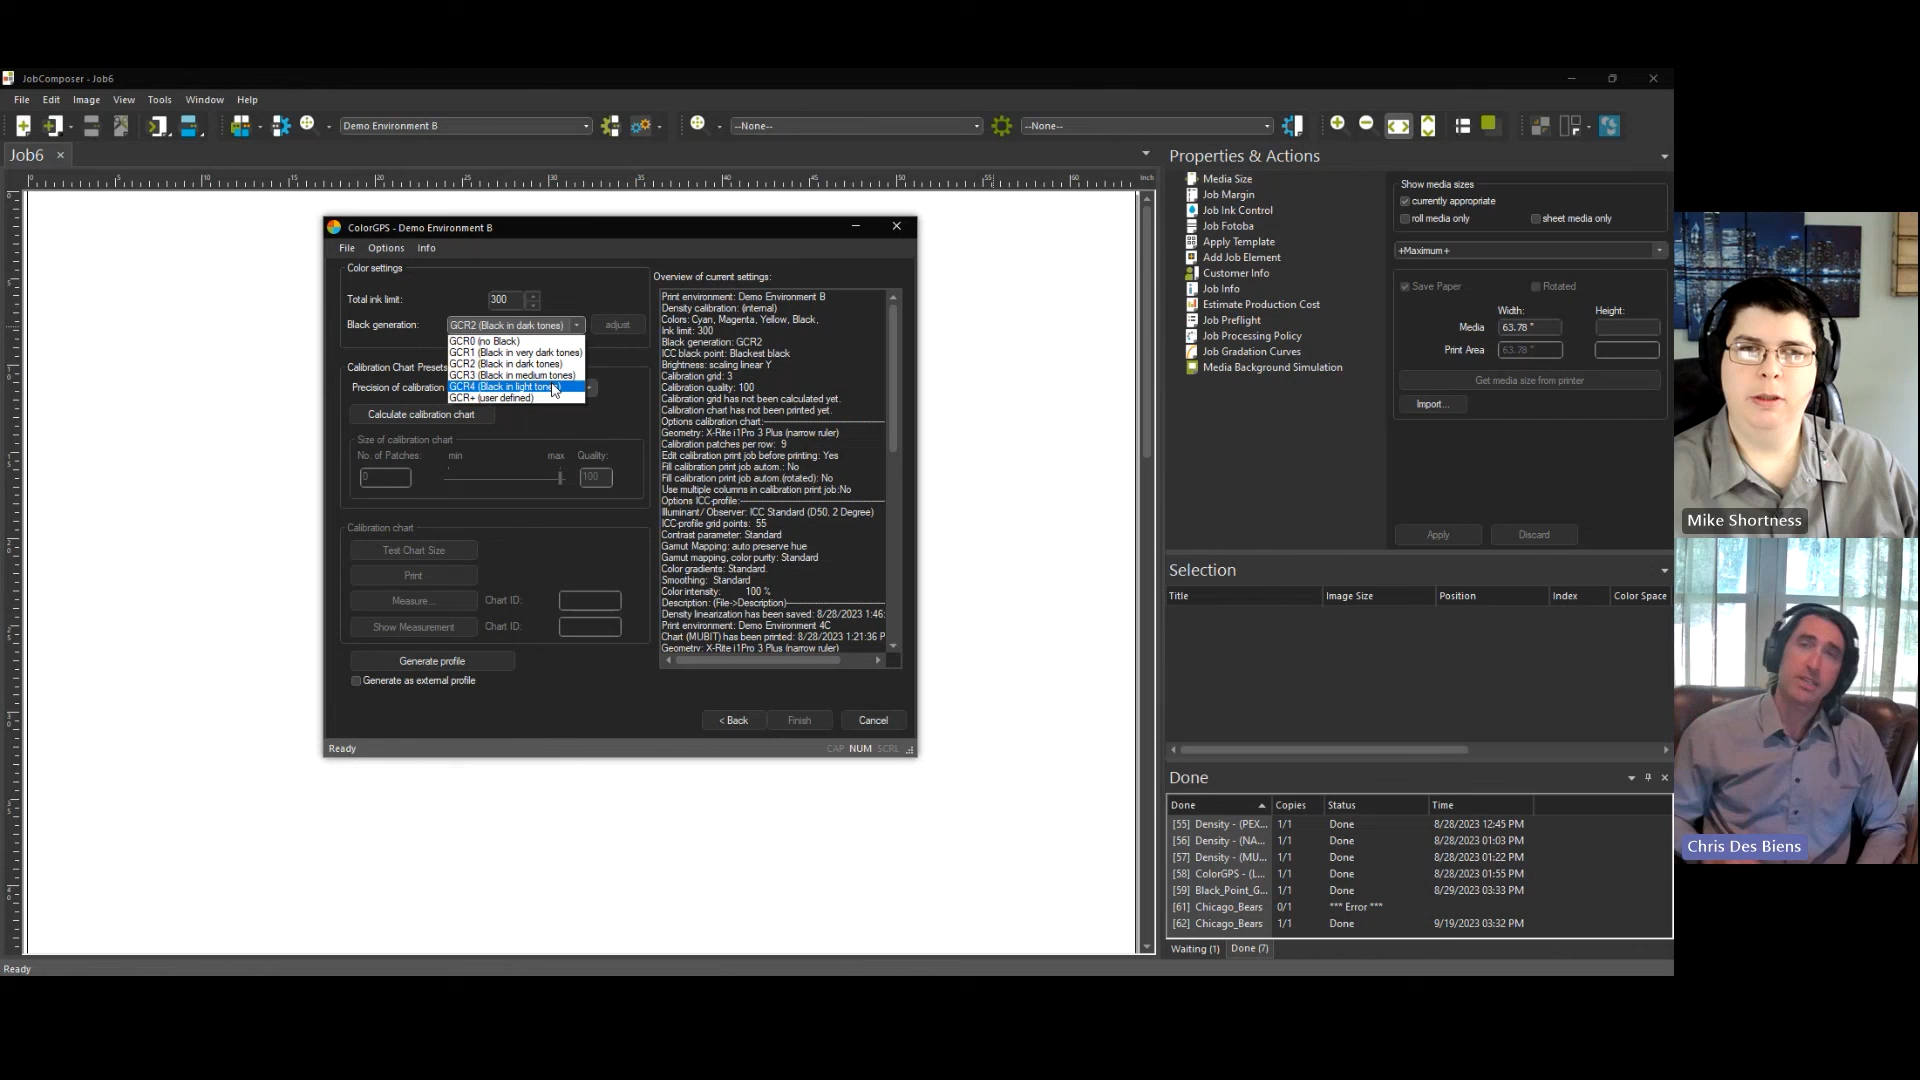 JobComposer - Job6
File Edit Image View Tools Window Help
Demo Environment B
--None--
--None--
Job6
Properties & Actions
0 5 10 15 20 25 30 35 40 45 50 55 60 Inch
Media Size
Job Margin
Job Ink Control
Job Fotoba
Apply Template
Add Job Element
Customer Info
Job Info
Estimate Production Cost
Job Preflight
Job Processing Policy
Job Gradation Curves
Media Background Simulation
Show media sizes
currently appropriate
roll media only
sheet media only
+Maximum+
Save Paper
Rotated
Width: Height:
Media 63.78 "
Print Area 63.78 "
Get media size from printer
Import...
Apply Discard
ColorGPS - Demo Environment B
File Options Info
Color settings
Total ink limit: 300
Black generation: GCR2 (Black in dark tones) adjust
GCR0 (no Black)
GCR1 (Black in very dark tones)
GCR2 (Black in dark tones)
GCR3 (Black in medium tones)
GCR4 (Black in light tones)
GCR+ (user defined)
Calibration Chart Presets
Precision of calibration
Calculate calibration chart
Size of calibration chart
No. of Patches: min max Quality:
0 100
Calibration chart
Test Chart Size
Print
Measure... Chart ID:
Show Measurement Chart ID:
Generate profile
Generate as external profile
Overview of current settings:
Print environment: Demo Environment B
Density calibration: (internal)
Colors: Cyan, Magenta, Yellow, Black,
Ink limit: 300
Black generation: GCR2
ICC black point: Blackest black
Brightness: scaling linear Y
Calibration grid: 3
Calibration quality: 100
Calibration grid has not been calculated yet.
Calibration chart has not been printed yet.
Options calibration chart:
Geometry: X-Rite i1Pro 3 Plus (narrow ruler)
Calibration patches per row: 9
Edit calibration print job before printing: Yes
Fill calibration print job autom.: No
Fill calibration print job autom.(rotated): No
Use multiple columns in calibration print job:No
Options ICC-profile:
Illuminant/ Observer: ICC Standard (D50, 2 Degree)
ICC-profile grid points: 55
Contrast parameter: Standard
Gamut Mapping: auto preserve hue
Gamut mapping, color purity: Standard
Color gradients: Standard.
Smoothing: Standard
Color intensity: 100 %
Description: (File->Description)
Density linearization has been saved: 8/28/2023 1:46:
Print environment: Demo Environment 4C
Chart (MUBIT) has been printed: 8/28/2023 1:21:36 P
Geometry: X-Rite i1Pro 3 Plus (narrow ruler)
< Back Finish Cancel
Ready CAP NUM SCRL
Selection
Title Image Size Position Index Color Space
Done
Done Copies Status Time
[55] Density - (PEX... 1/1 Done 8/28/2023 12:45 PM
[56] Density - (NA... 1/1 Done 8/28/2023 01:03 PM
[57] Density - (MU... 1/1 Done 8/28/2023 01:22 PM
[58] ColorGPS - (L... 1/1 Done 8/28/2023 01:55 PM
[59] Black_Point_G... 1/1 Done 8/29/2023 03:33 PM
[61] Chicago_Bears 0/1 *** Error ***
[62] Chicago_Bears 1/1 Done 9/19/2023 03:32 PM
Waiting (1) Done (7)
Ready
Mike Shortness
Chris Des Biens